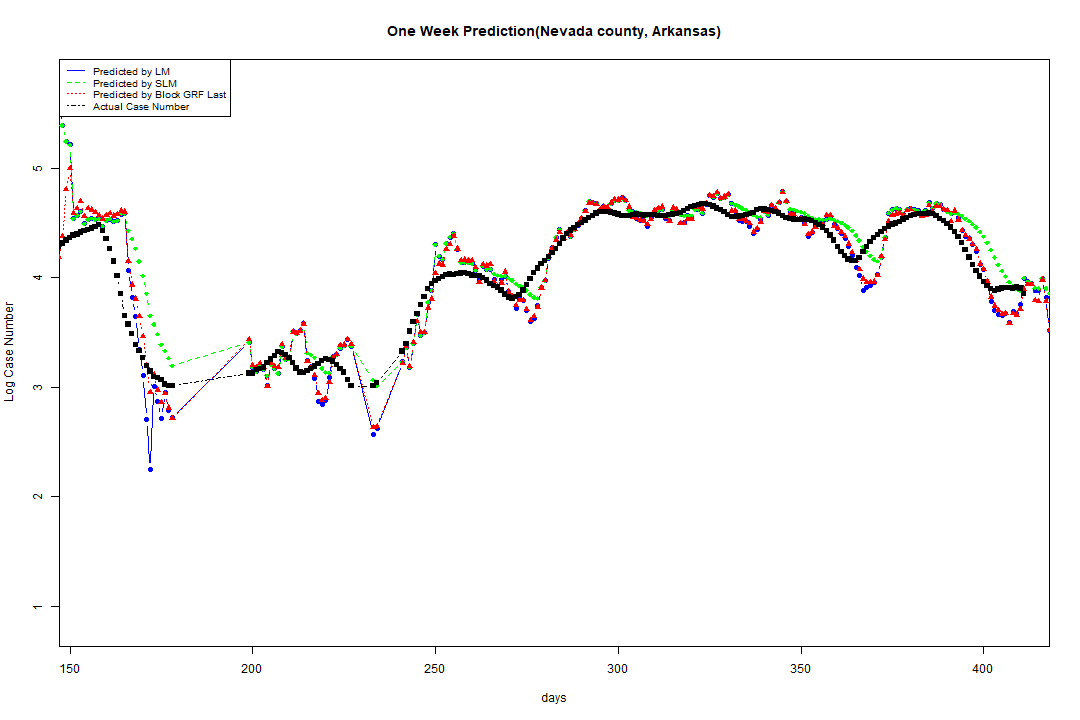 One Week Prediction(Nevada county, Arkansas)
Predicted by LM
Predicted by SLM
Predicted by Block GRF Last
Actual Case Number
5
4
3
2
1
Log Case Number
150 200 250 300 350 400
days